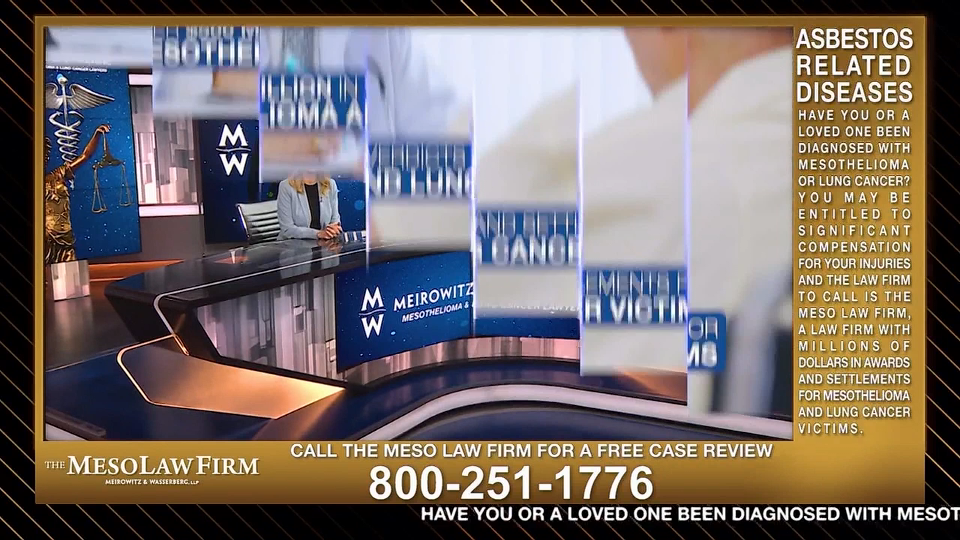 ASBESTOS
RELATED
DISEASES
HAVE YOU OR A
LOVED ONE BEEN
DIAGNOSED WITH
MESOTHELIOMA
OR LUNG CANCER?
YOU MAY BE
ENTITLED TO
SIGNIFICANT
COMPENSATION
FOR YOUR INJURIES
AND THE LAW FIRM
TO CALL IS THE
MESO LAW FIRM,
A LAW FIRM WITH
MILLIONS OF
DOLLARS IN AWARDS
AND SETTLEMENTS
FOR MESOTHELIOMA
AND LUNG CANCER
VICTIMS.
ILLION IN
M
W
M
W
MEIROWITZ
MESOTHELIOMA &
THE MESOLAWFIRM
MEIROWITZ & WASSERBERG, LLP
CALL THE MESO LAW FIRM FOR A FREE CASE REVIEW
800-251-1776
HAVE YOU OR A LOVED ONE BEEN DIAGNOSED WITH MESOT